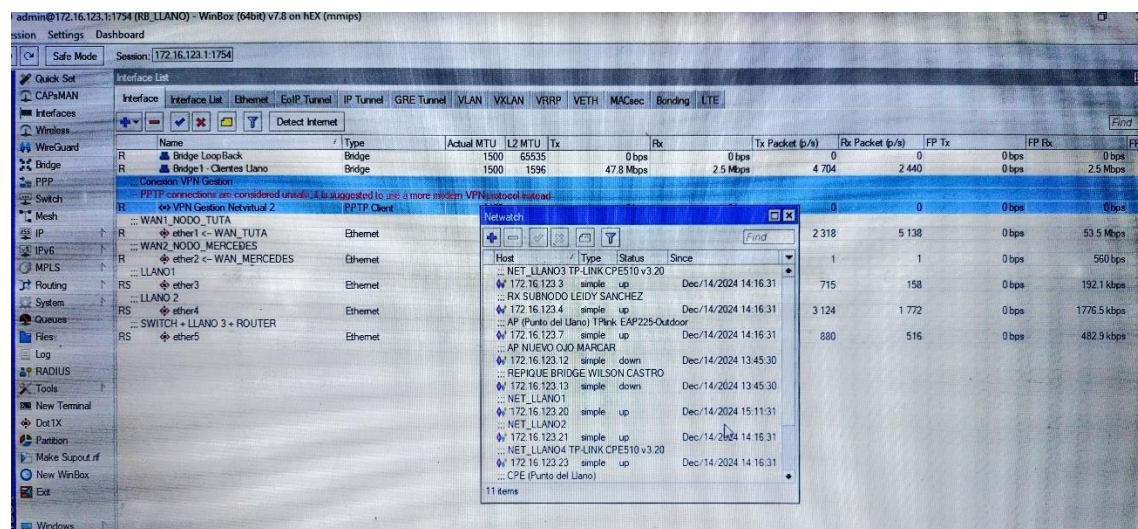 admin@172.16.123.1:1754 (RB_LLANO) - WinBox (64bit) v7.8 on hEX (mmips)
ssion Settings Dashboard
Safe Mode Session: 172.16.123.1:1754
Quick Set
CAPsMAN
Interfaces
Wireless
WireGuard
Bridge
PPP
Switch
Mesh
IP
IPv6
MPLS
Routing
System
Queues
Files
Log
RADIUS
Tools
New Terminal
Dot1X
Partition
Make Supout.rif
New WinBox
Exit
Windows
Interface List
Interface Interface List Ethernet EoIP Tunnel IP Tunnel GRE Tunnel VLAN VXLAN VRRP VETH MACsec Bonding LTE
Detect Internet Find
Name / Type Actual MTU L2 MTU Tx Rx Tx Packet (p/s) Rx Packet (p/s) FP Tx FP Rx FP
R Bridge LoopBack Bridge 1500 65535 0 bps 0 bps 0 0 0 bps 0 bps
R Bridge1 - Clientes Llano Bridge 1500 1596 47.8 Mbps 2.5 Mbps 4 704 2 440 0 bps 2.5 Mbps
::: Conexion VPN Gestion
PPTP connections are considered unsafe, it is suggested to use a more modern VPN protocol instead
R <-> VPN Gestion Netvirtual 2 PPTP Client 0 0 0 bps 0 bps
::: WAN1_NODO_TUTA
R ether1 <- WAN_TUTA Ethernet 2 318 5 138 0 bps 53.5 Mbps
::: WAN2_NODO_MERCEDES
R ether2 <- WAN_MERCEDES Ethernet 1 1 0 bps 560 bps
::: LLANO1
RS ether3 Ethernet 715 158 0 bps 192.1 kbps
::: LLANO 2
RS ether4 Ethernet 3 124 1 772 0 bps 1776.5 kbps
::: SWITCH + LLANO 3 + ROUTER
RS ether5 Ethernet 880 516 0 bps 482.9 kbps
Netwatch
Find
Host / Type Status Since
::: NET_LLANO3 TP-LINK CPE510 v3.20
172.16.123.3 simple up Dec/14/2024 14:16:31
::: RX SUBNODO LEIDY SANCHEZ
172.16.123.4 simple up Dec/14/2024 14:16:31
::: AP (Punto del Llano) TPlink EAP225-Outdoor
172.16.123.7 simple up Dec/14/2024 14:16:31
::: AP NUEVO OJO MARCAR
172.16.123.12 simple down Dec/14/2024 13:45:30
::: REPIQUE BRIDGE WILSON CASTRO
172.16.123.13 simple down Dec/14/2024 13:45:30
::: NET_LLANO1
172.16.123.20 simple up Dec/14/2024 15:11:31
::: NET_LLANO2
172.16.123.21 simple up Dec/14/2024 14:16:31
::: NET_LLANO4 TP-LINK CPE510 v3.20
172.16.123.23 simple up Dec/14/2024 14:16:31
::: CPE (Punto del Llano)
11 items